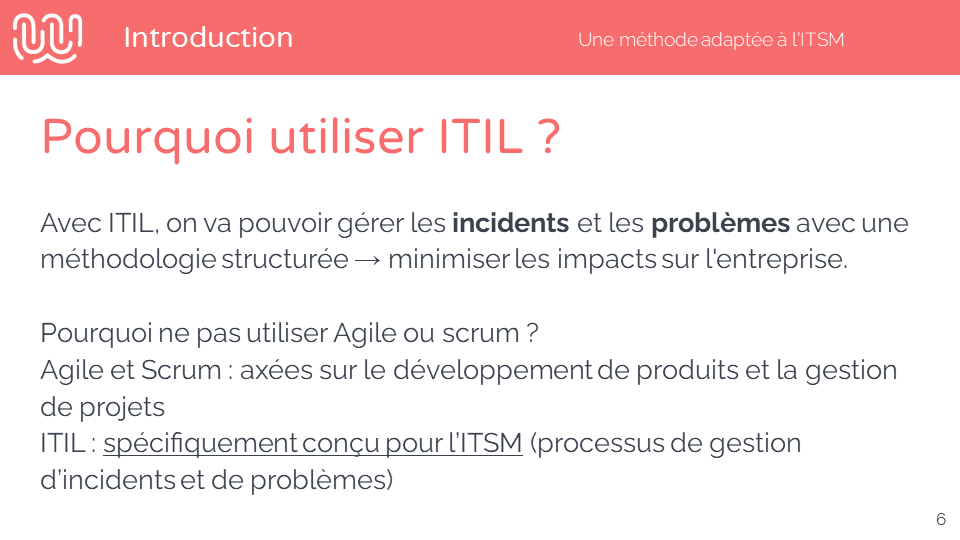 Introduction
Une méthode adaptée à l'ITSM
Pourquoi utiliser ITIL ?
Avec ITIL, on va pouvoir gérer les incidents et les problèmes avec une
méthodologie structurée → minimiser les impacts sur l'entreprise.
Pourquoi ne pas utiliser Agile ou scrum ?
Agile et Scrum : axées sur le développement de produits et la gestion
de projets
ITIL : spécifiquement conçu pour l’ITSM (processus de gestion
d’incidents et de problèmes)
6